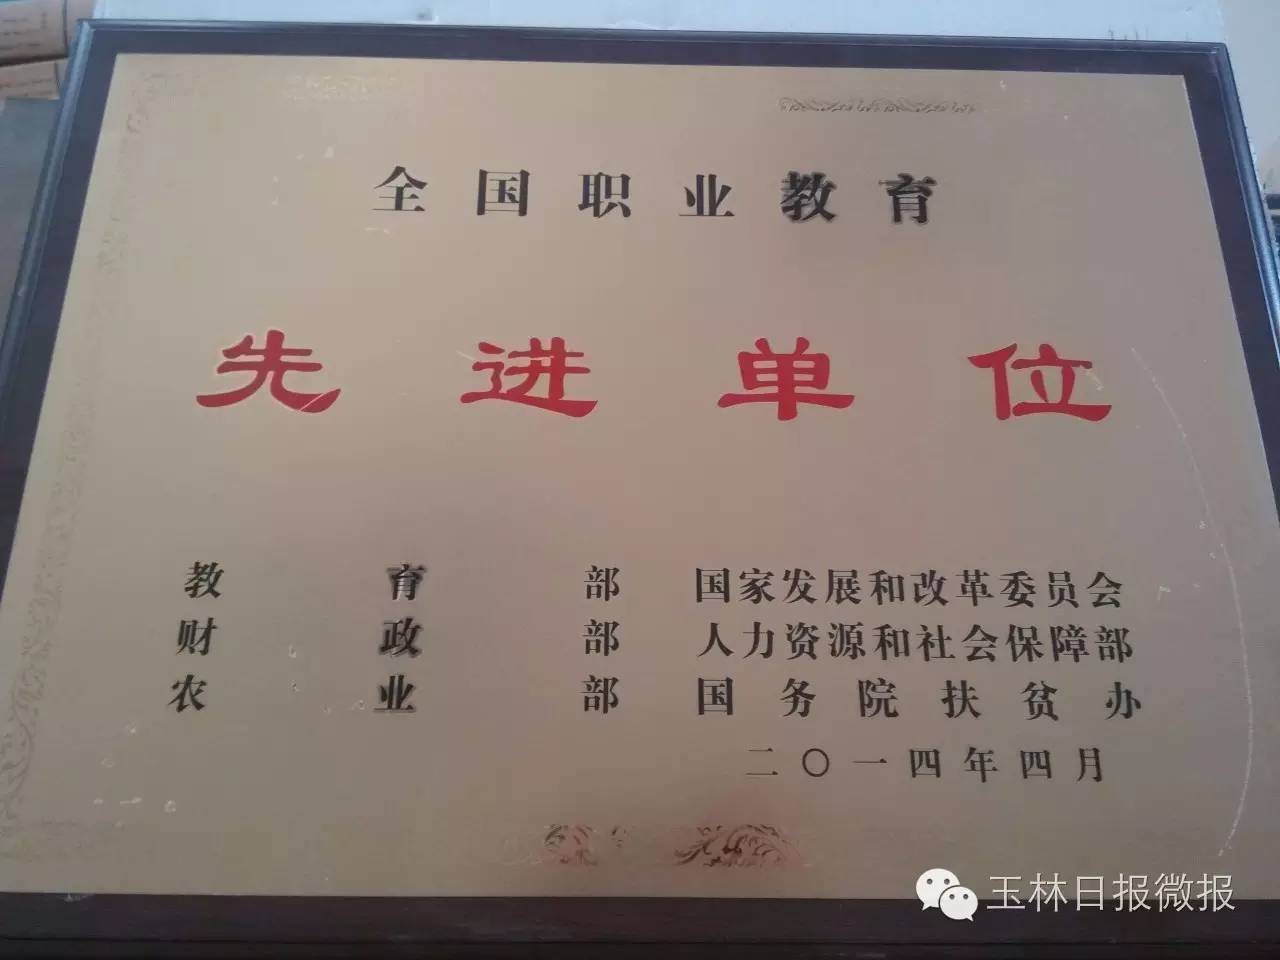 全国职业教育
先进单位
教育部 国家发展和改革委员会
财政部 人力资源和社会保障部
农业部 国务院扶贫办
二〇一四年四月
玉林日报微报